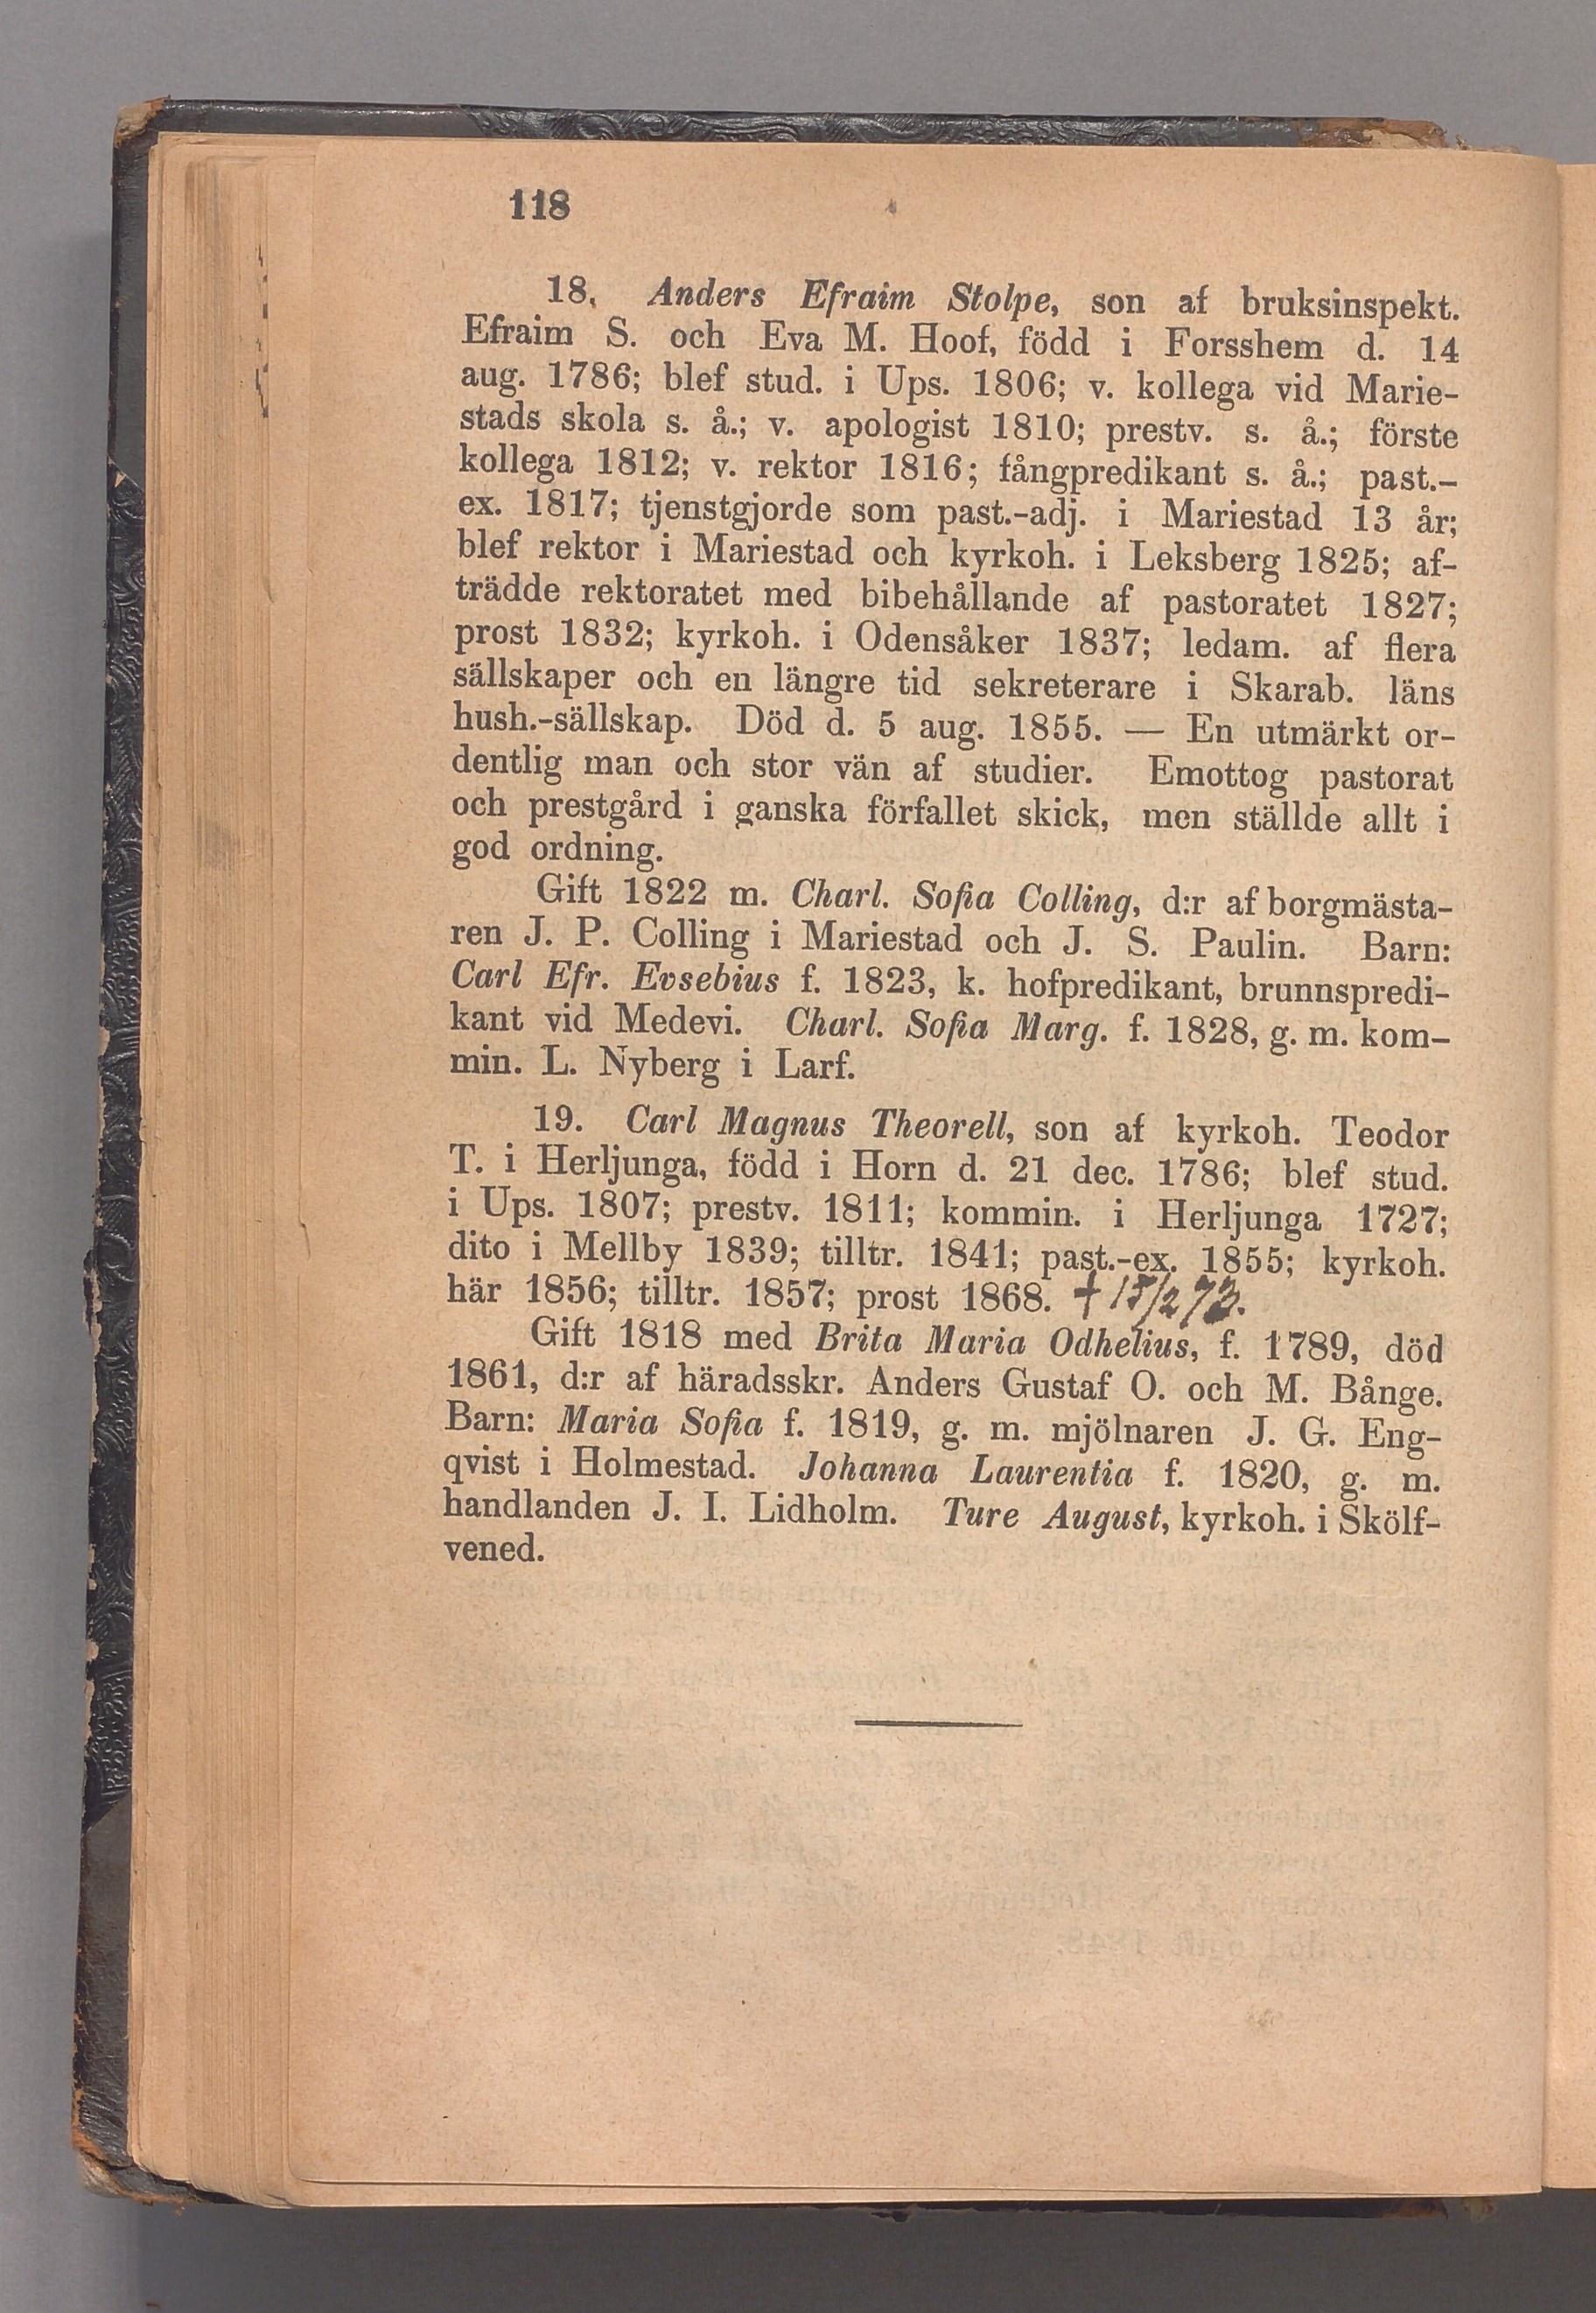 118
18. Anders Efraim Stolpe, son af bruksinspekt.
Efraim S. och Eva M. Hoof, född i Forsshem d. 14
aug. 1786; blef stud. i Ups. 1806; v. kollega vid Marie-
stads skola s. å.; v. apologist 1810; prestv. s. å.; förste
kollega 1812; v. rektor 1816; fångpredikant s. å.; past.-
ex. 1817; tjenstgjorde som past.-adj. i Mariestad 13 år;
blef rektor i Mariestad och kyrkoh. i Leksberg 1825; af-
trädde rektoratet med bibehållande af pastoratet 1827;
prost 1832; kyrkoh. i Odensåker 1837; ledam. af flera
sällskaper och en längre tid sekreterare i Skarab. läns
hush.-sällskap. Död d. 5 aug. 1855. — En utmärkt or-
dentlig man och stor vän af studier. Emottog pastorat
och prestgård i ganska förfallet skick, men ställde allt i
god ordning.
Gift 1822 m. Charl. Sofia Colling, d:r af borgmästa-
ren J. P. Colling i Mariestad och J. S. Paulin. Barn:
Carl Efr. Evsebius f. 1823, k. hofpredikant, brunnspredi-
kant vid Medevi. Charl. Sofia Marg. f. 1828, g. m. kom-
min. L. Nyberg i Larf.
19. Carl Magnus Theorell, son af kyrkoh. Teodor
T. i Herljunga, född i Horn d. 21 dec. 1786; blef stud.
i Ups. 1807; prestv. 1811; kommin. i Herljunga 1727;
dito i Mellby 1839; tilltr. 1841; past.-ex. 1855; kyrkoh.
här 1856; tilltr. 1857; prost 1868. † 15/2 73.
Gift 1818 med Brita Maria Odhelius, f. 1789, död
1861, d:r af häradsskr. Anders Gustaf O. och M. Bånge.
Barn: Maria Sofia f. 1819, g. m. mjölnaren J. G. Eng-
qvist i Holmestad. Johanna Laurentia f. 1820, g. m.
handlanden J. I. Lidholm. Ture August, kyrkoh. i Skölf-
vened.